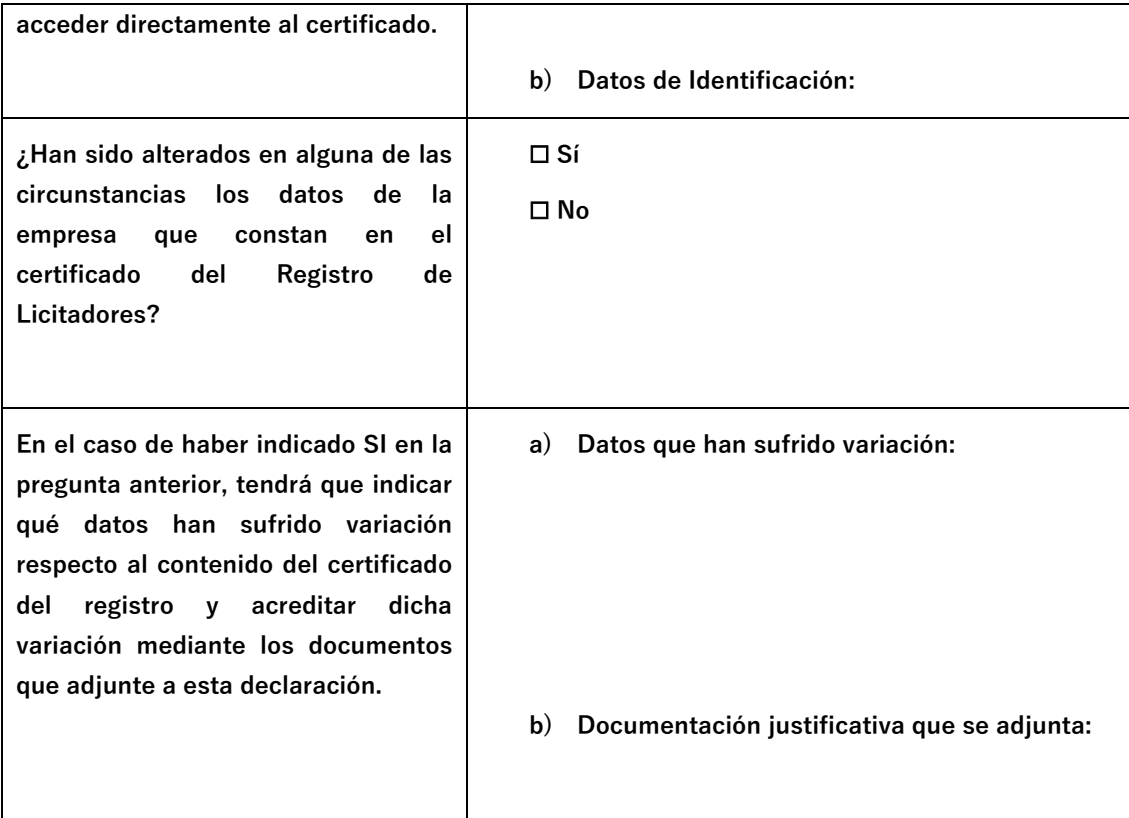 acceder directamente al certificado.
b) Datos de Identificación:
¿Han sido alterados en alguna de las
circunstancias los datos de la
empresa que constan en el
certificado del Registro de
Licitadores?
☐ Sí
☐ No
En el caso de haber indicado SI en la
pregunta anterior, tendrá que indicar
qué datos han sufrido variación
respecto al contenido del certificado
del registro y acreditar dicha
variación mediante los documentos
que adjunte a esta declaración.
a) Datos que han sufrido variación:
b) Documentación justificativa que se adjunta: